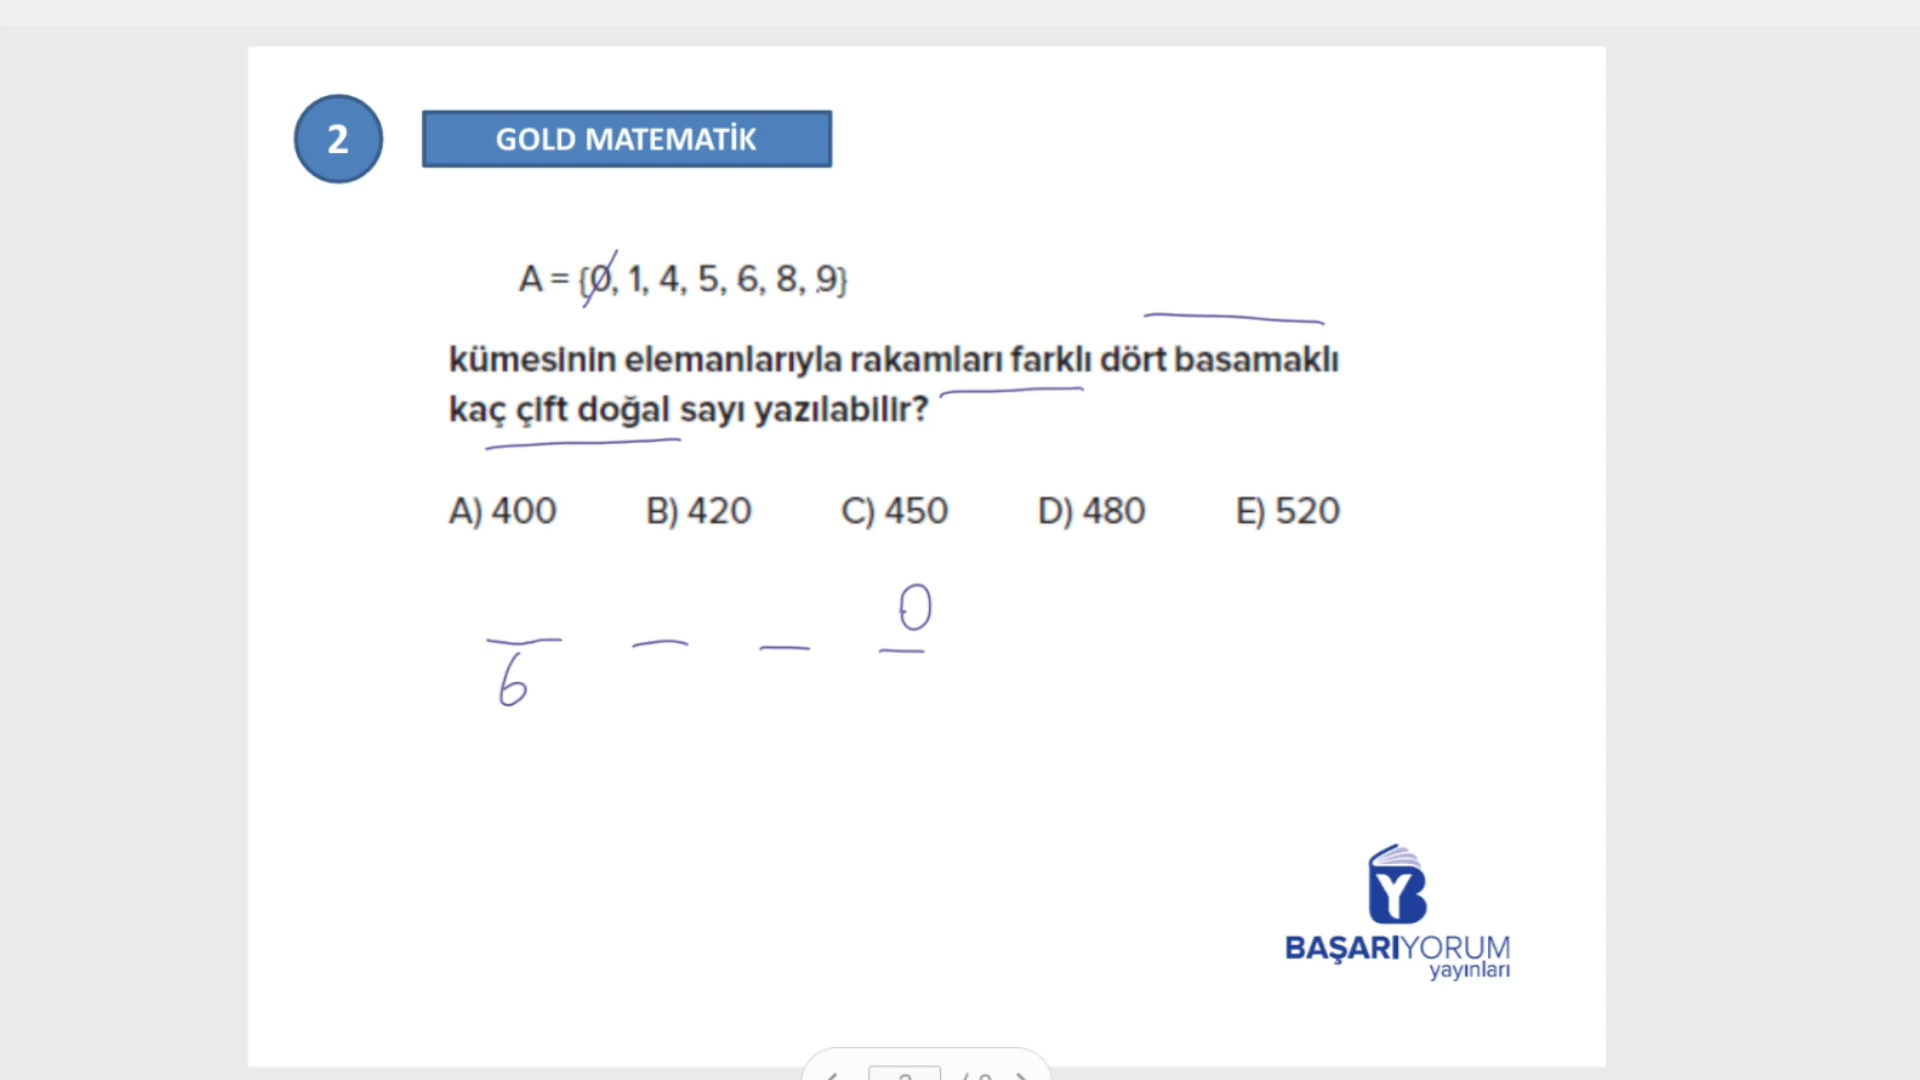 2
GOLD MATEMATİK
A = {0, 1, 4, 5, 6, 8, 9}
kümesinin elemanlarıyla rakamları farklı dört basamaklı
kaç çift doğal sayı yazılabilir?
A) 400 B) 420 C) 450 D) 480 E) 520
0
6
BAŞARIYORUM
yayınları